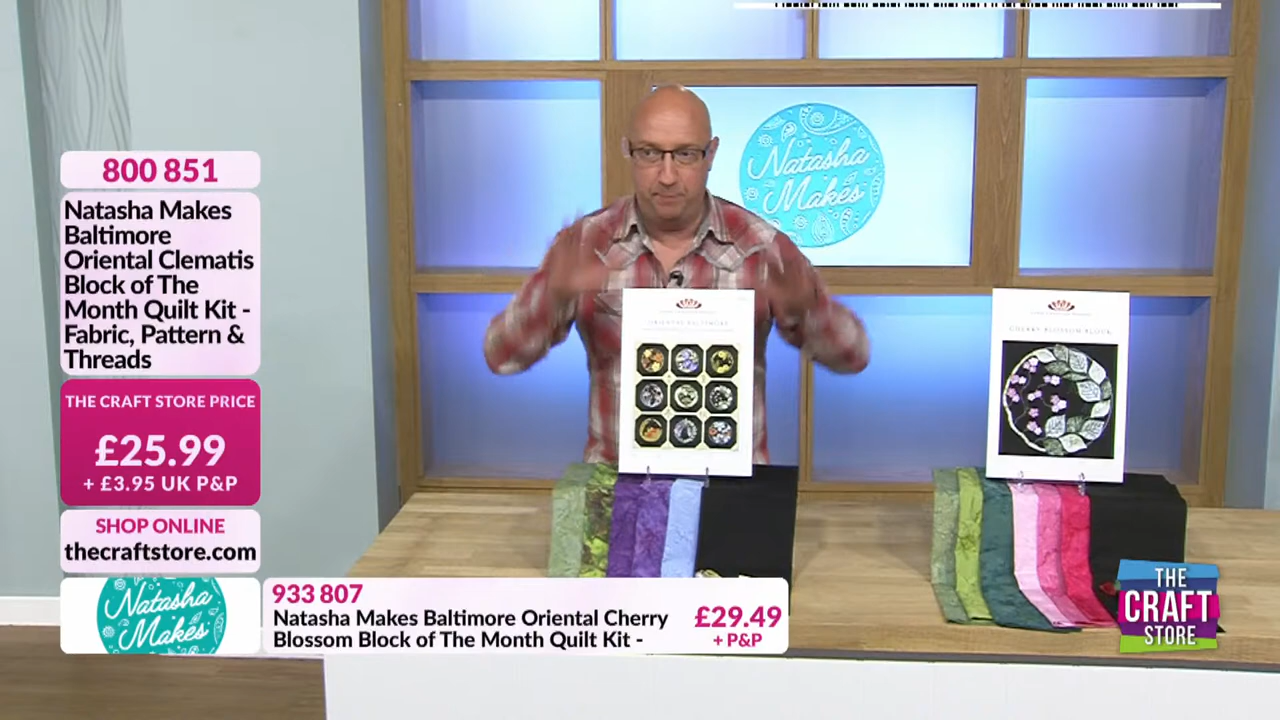 800 851
Natasha Makes
Baltimore
Oriental Clematis
Block of The
Month Quilt Kit -
Fabric, Pattern &
Threads
THE CRAFT STORE PRICE
£25.99
+ £3.95 UK P&P
SHOP ONLINE
thecraftstore.com
Natasha
Makes
933 807
Natasha Makes Baltimore Oriental Cherry
Blossom Block of The Month Quilt Kit -
£29.49
+ P&P
Natasha
Makes
ORIENTAL BALTIMORE
CHERRY BLOSSOM BLOCK
THE
CRAFT
STORE